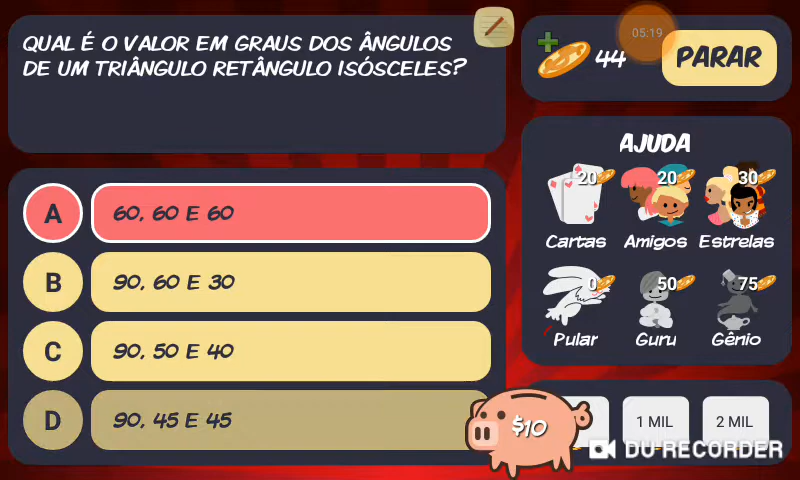 QUAL É O VALOR EM GRAUS DOS ÂNGULOS
DE UM TRIÂNGULO RETÂNGULO ISÓSCELES?
05:19
44
PARAR
AJUDA
20
20
30
Cartas
Amigos
Estrelas
0
50
75
Pular
Guru
Gênio
A
60, 60 E 60
B
90, 60 E 30
C
90, 50 E 40
D
90, 45 E 45
$10
1 MIL
2 MIL
DU RECORDER